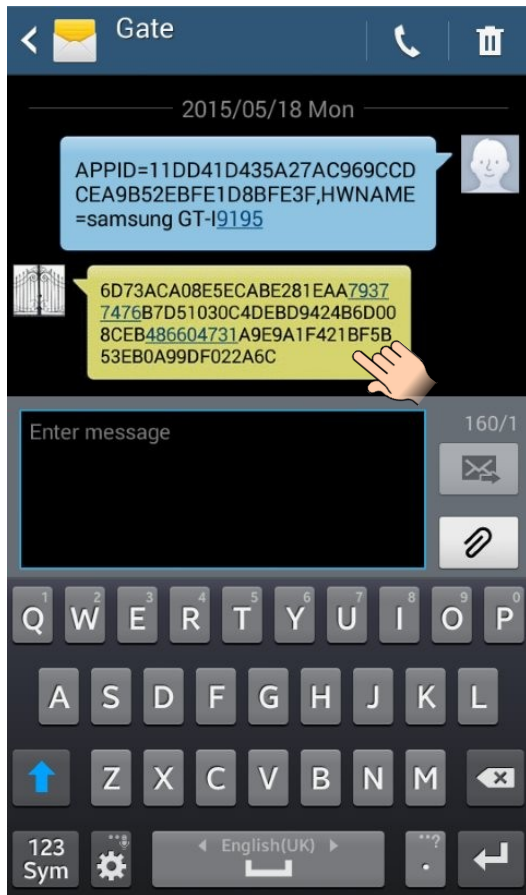 Gate
2015/05/18 Mon
APPID=11DD41D435A27AC969CCD
CEA9B52EBFE1D8BFE3F,HWNAME
=samsung GT-I9195
6D73ACA08E5ECABE281EAA7937
7476B7D51030C4DEBD9424B6D00
8CEB486604731A9E9A1F421BF5B
53EB0A99DF022A6C
Enter message
160/1
1 2 3 4 5 6 7 8 9 0
Q W E R T Y U I O P
A S D F G H J K L
Z X C V B N M
123
Sym
English(UK)
..?
.